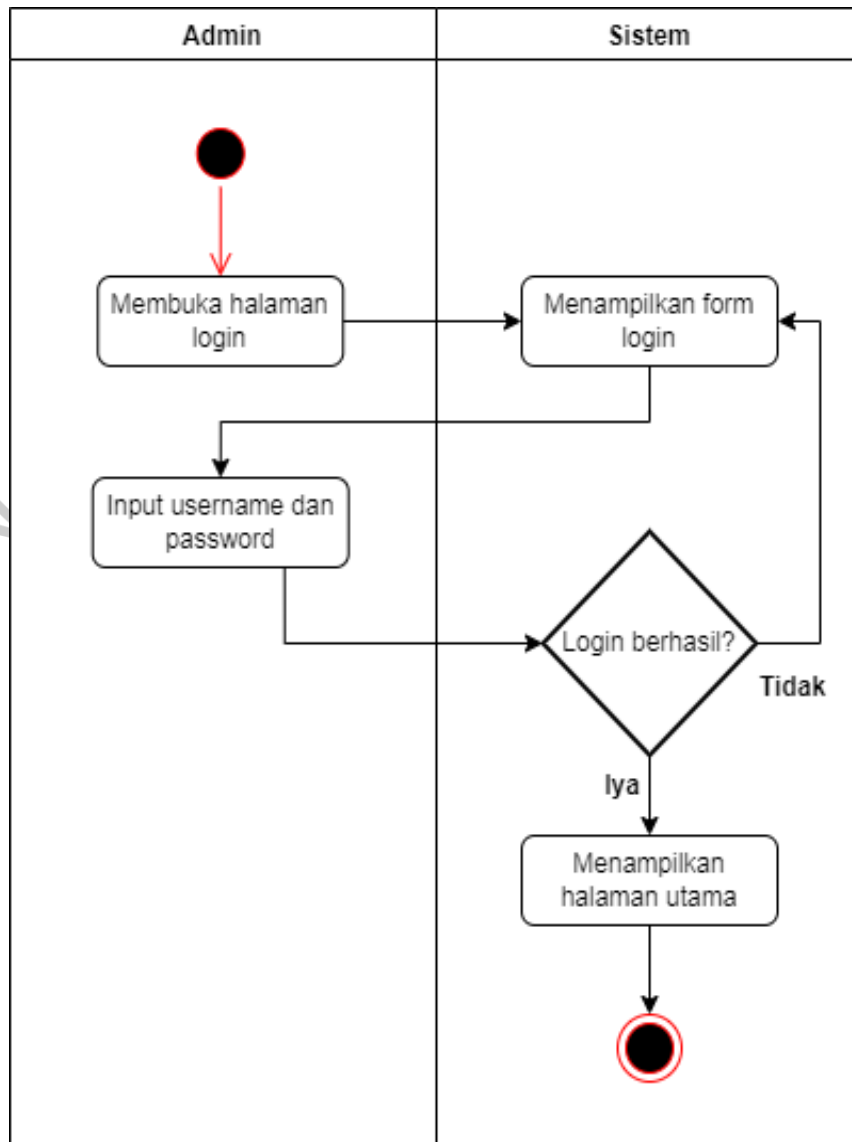 Admin
Sistem
Membuka halaman
login
Menampilkan form
login
Input username dan
password
Login berhasil?
Tidak
Iya
Menampilkan
halaman utama